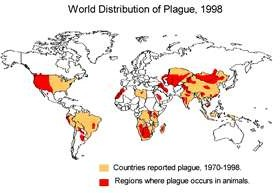 World Distribution of Plague, 1998
Countries reported plague, 1970-1998.
Regions where plague occurs in animals.